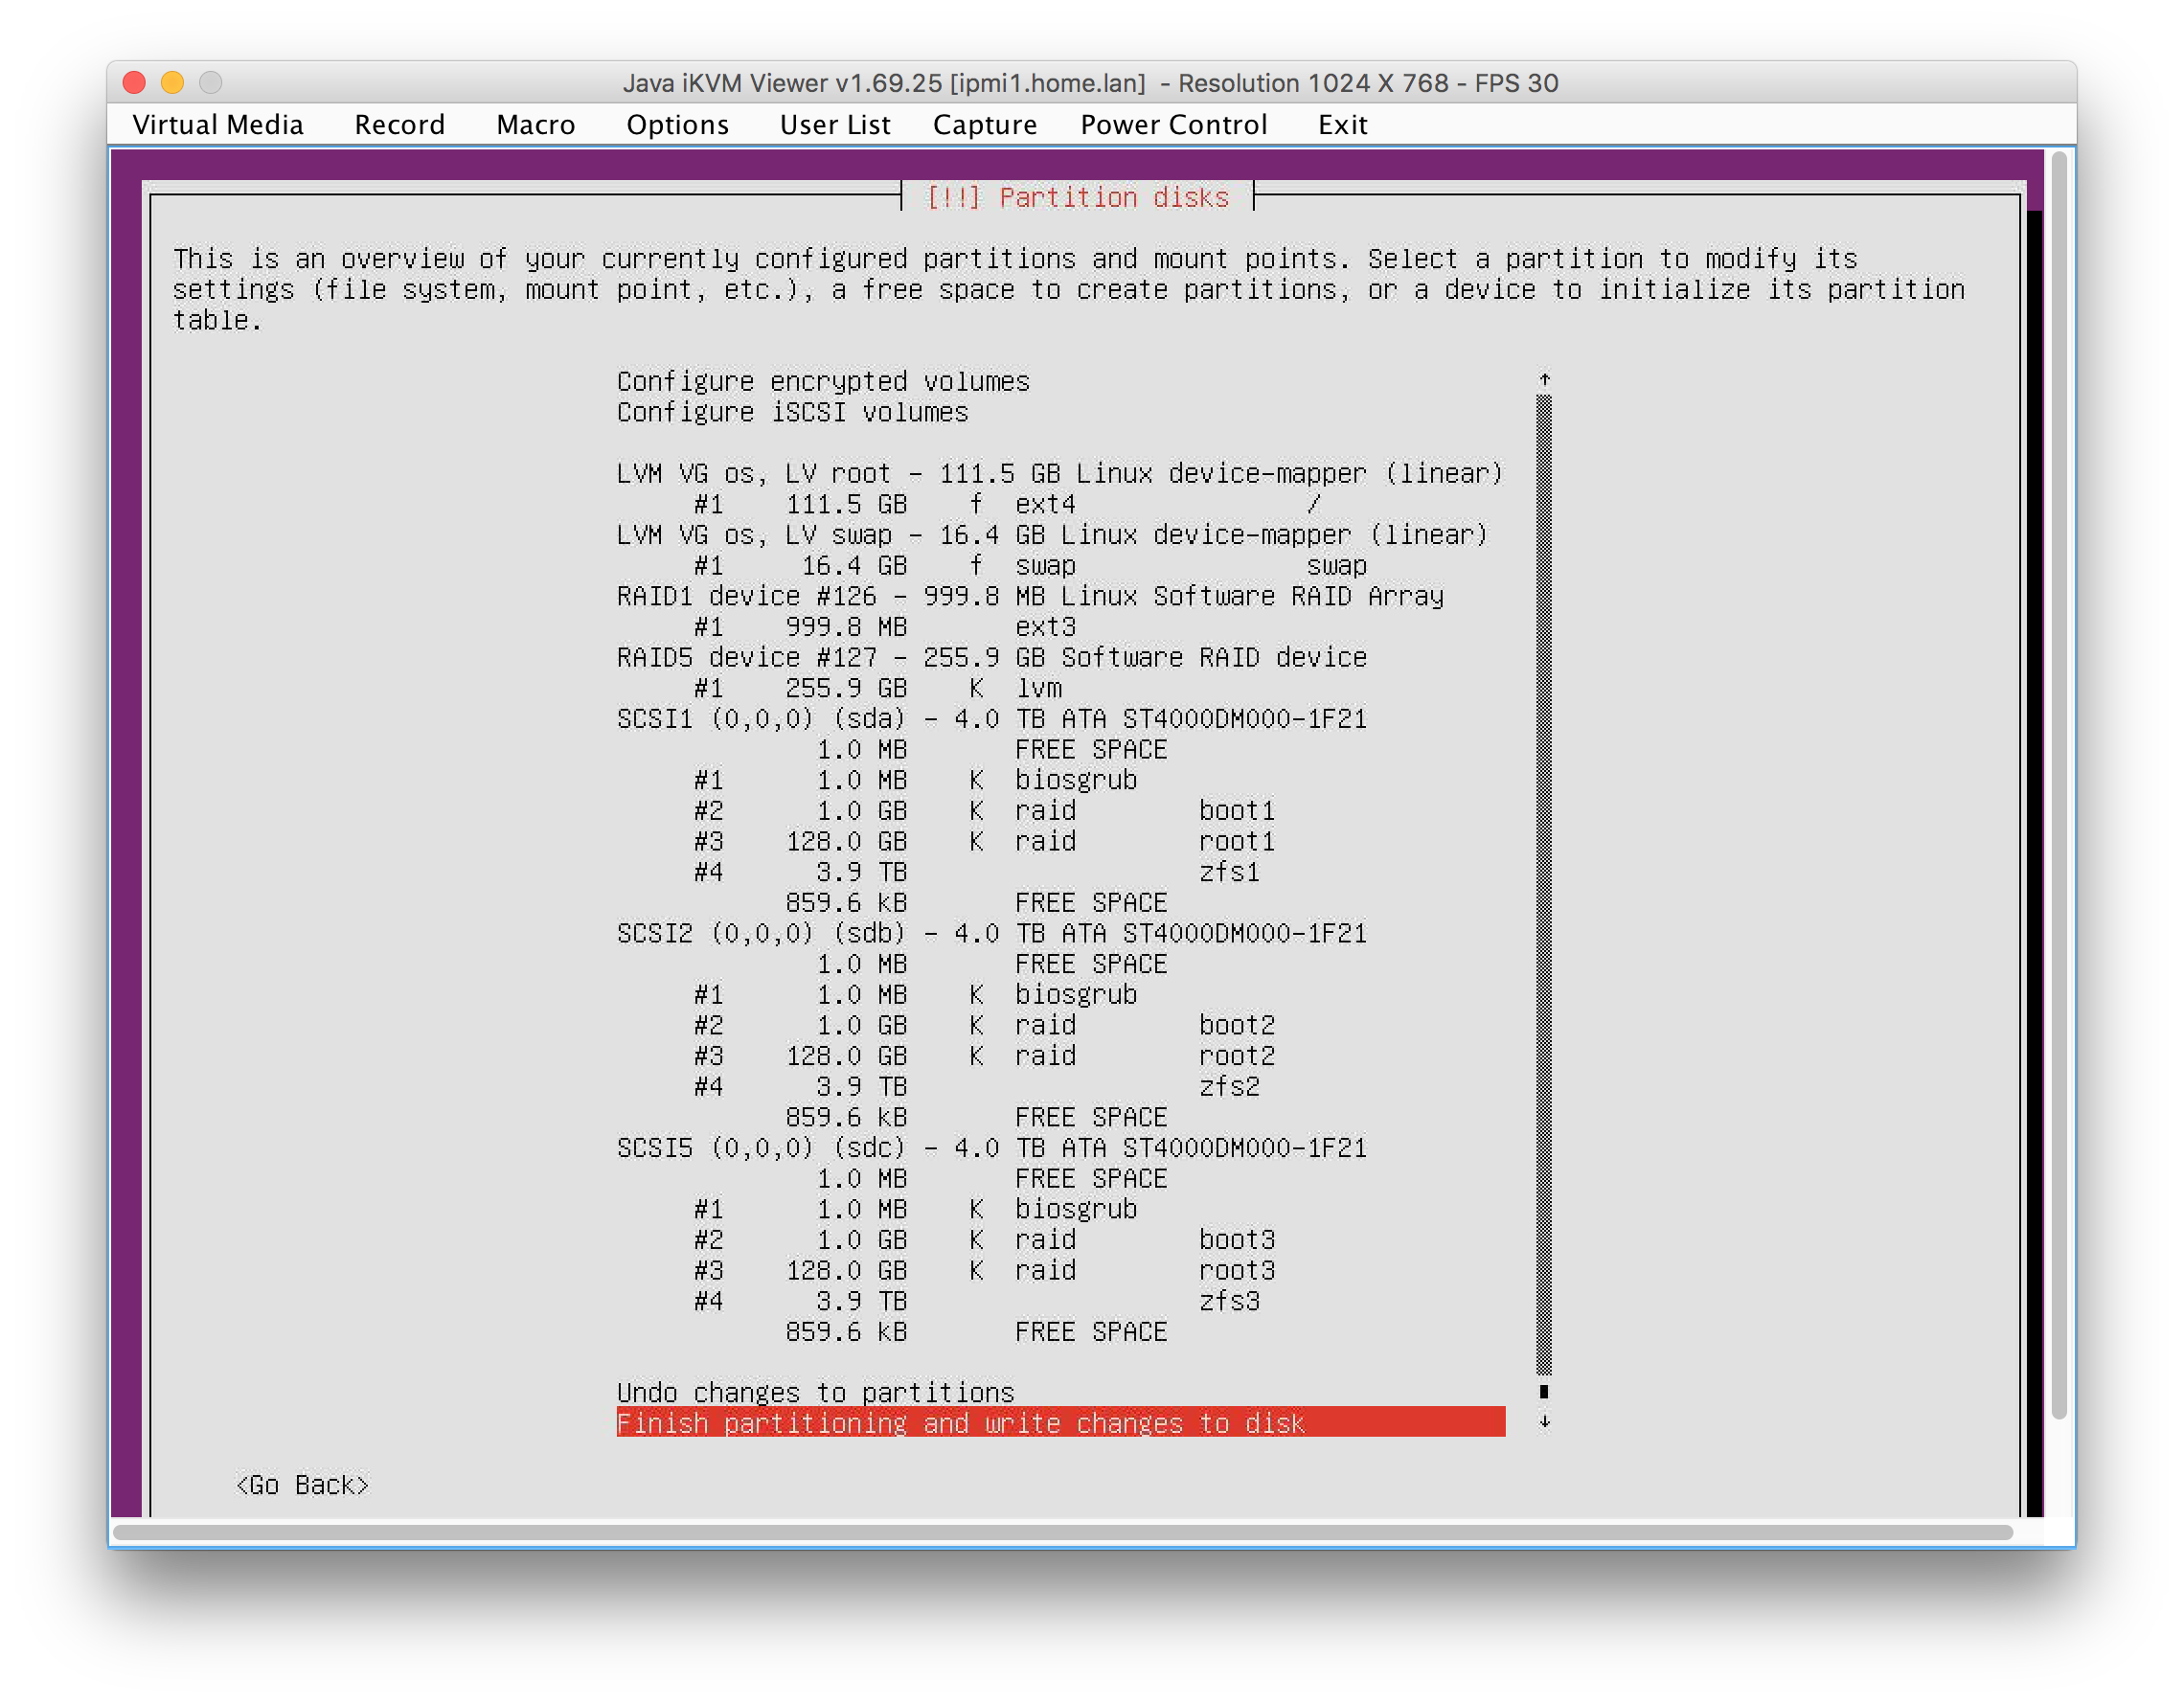 Java iKVM Viewer v1.69.25 [ipmi1.home.lan]  - Resolution 1024 X 768 - FPS 30
Virtual Media Record Macro Options User List Capture Power Control Exit
[!!] Partition disks
This is an overview of your currently configured partitions and mount points. Select a partition to modify its
settings (file system, mount point, etc.), a free space to create partitions, or a device to initialize its partition
table.
Configure encrypted volumes
Configure iSCSI volumes
LVM VG os, LV root - 111.5 GB Linux device-mapper (linear)
#1 111.5 GB f ext4 /
LVM VG os, LV swap - 16.4 GB Linux device-mapper (linear)
#1 16.4 GB f swap swap
RAID1 device #126 - 999.8 MB Linux Software RAID Array
#1 999.8 MB ext3
RAID5 device #127 - 255.9 GB Software RAID device
#1 255.9 GB K lvm
SCSI1 (0,0,0) (sda) - 4.0 TB ATA ST4000DM000-1F21
1.0 MB FREE SPACE
#1 1.0 MB K biosgrub
#2 1.0 GB K raid boot1
#3 128.0 GB K raid root1
#4 3.9 TB zfs1
859.6 kB FREE SPACE
SCSI2 (0,0,0) (sdb) - 4.0 TB ATA ST4000DM000-1F21
1.0 MB FREE SPACE
#1 1.0 MB K biosgrub
#2 1.0 GB K raid boot2
#3 128.0 GB K raid root2
#4 3.9 TB zfs2
859.6 kB FREE SPACE
SCSI5 (0,0,0) (sdc) - 4.0 TB ATA ST4000DM000-1F21
1.0 MB FREE SPACE
#1 1.0 MB K biosgrub
#2 1.0 GB K raid boot3
#3 128.0 GB K raid root3
#4 3.9 TB zfs3
859.6 kB FREE SPACE
Undo changes to partitions
Finish partitioning and write changes to disk
<Go Back>